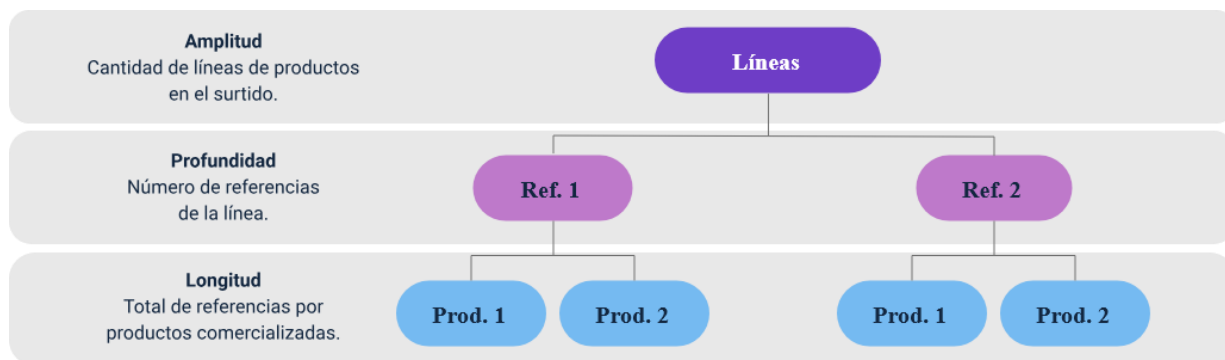 Amplitud
Cantidad de líneas de productos
en el surtido.
Líneas
Profundidad
Número de referencias
de la línea.
Ref. 1
Ref. 2
Longitud
Total de referencias por
productos comercializadas.
Prod. 1
Prod. 2
Prod. 1
Prod. 2